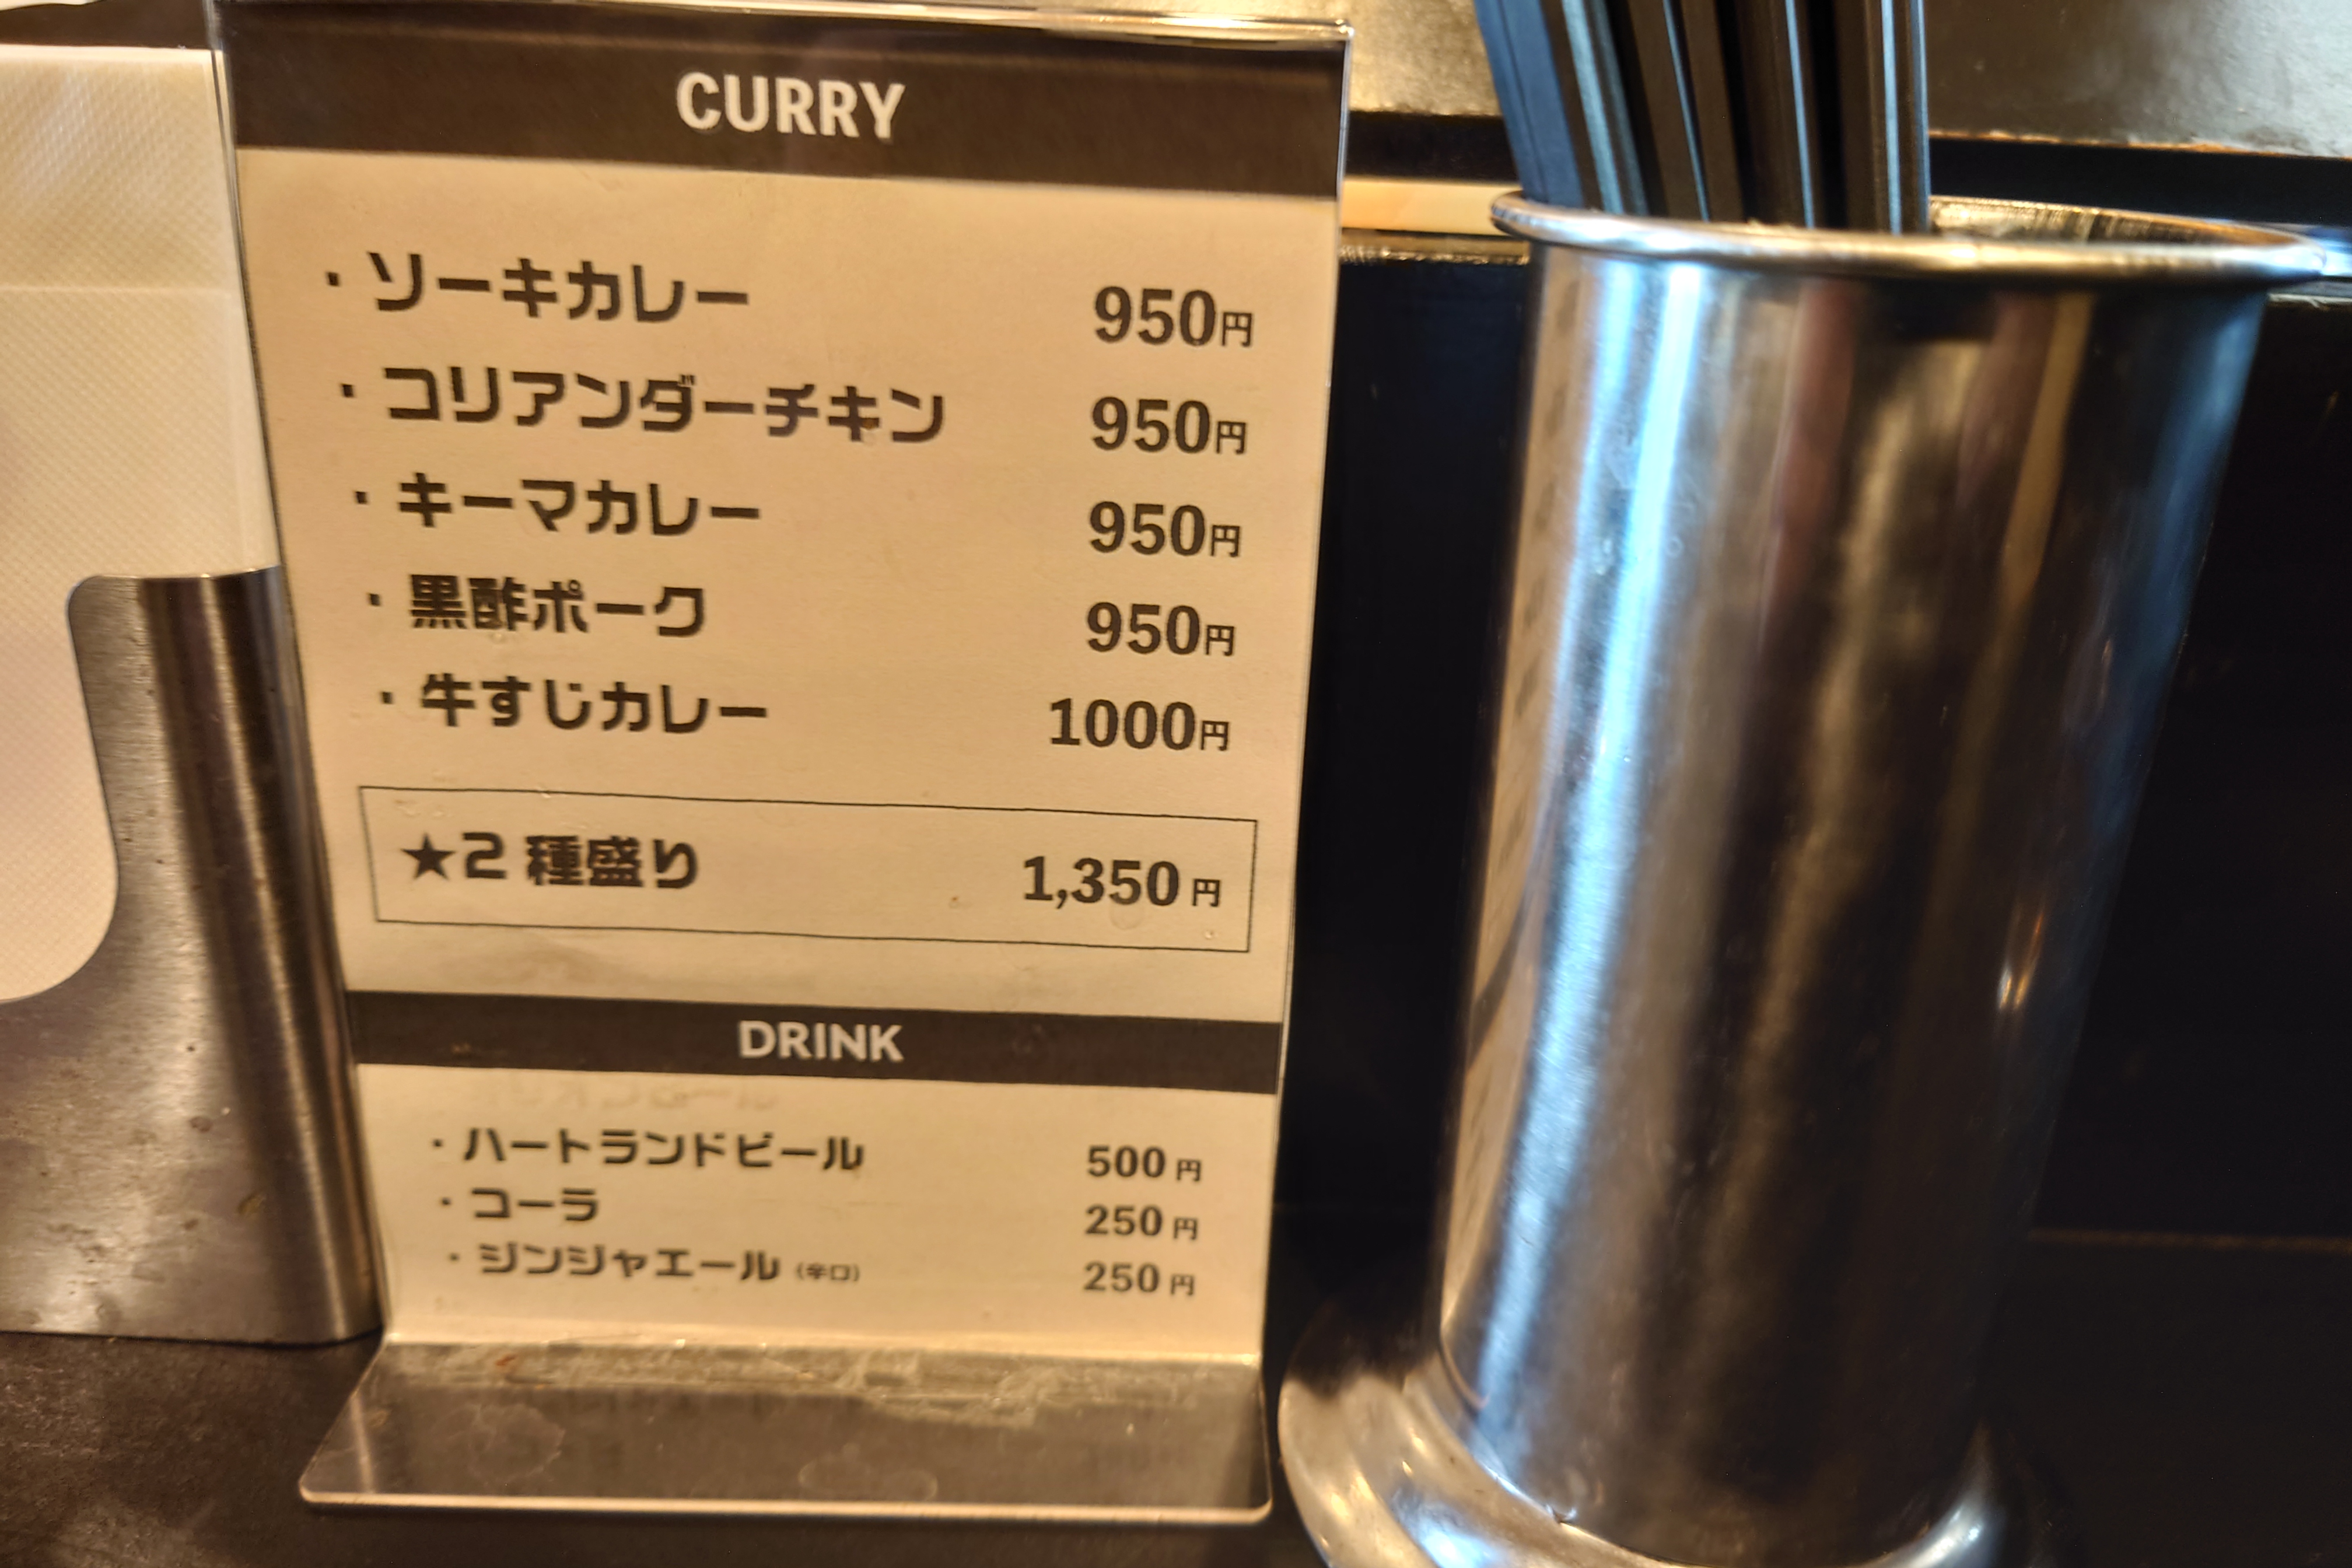 CURRY
・ソーキカレー 950円
・コリアンダーチキン 950円
・キーマカレー 950円
・黒酢ポーク 950円
・牛すじカレー 1000円
★2種盛り 1,350円
DRINK
・ハートランドビール 500円
・コーラ 250円
・ジンジャエール (辛口) 250円